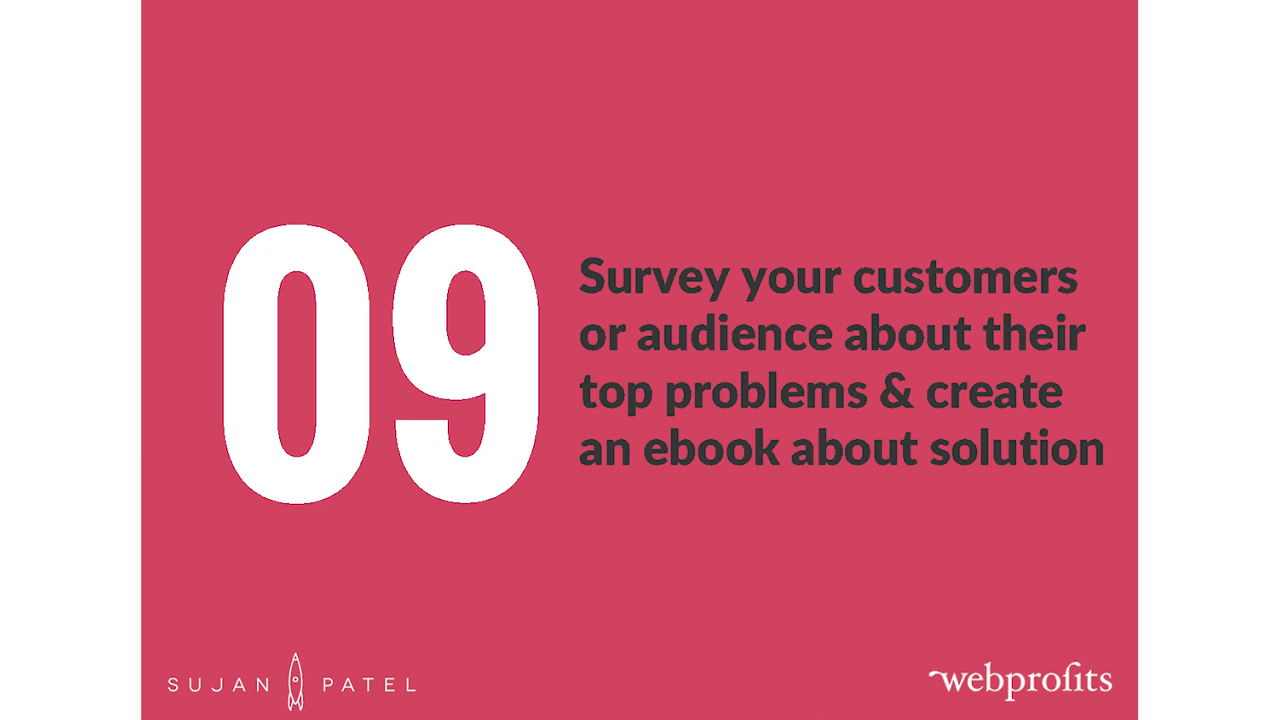 09
Survey your customers
or audience about their
top problems & create
an ebook about solution
SUJAN PATEL
webprofits